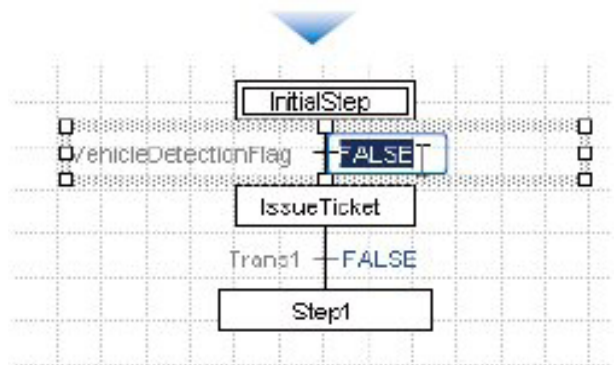 InitialStep
VehicleDetectionFlag FALSE
IssueTicket
Trans1 FALSE
Step1